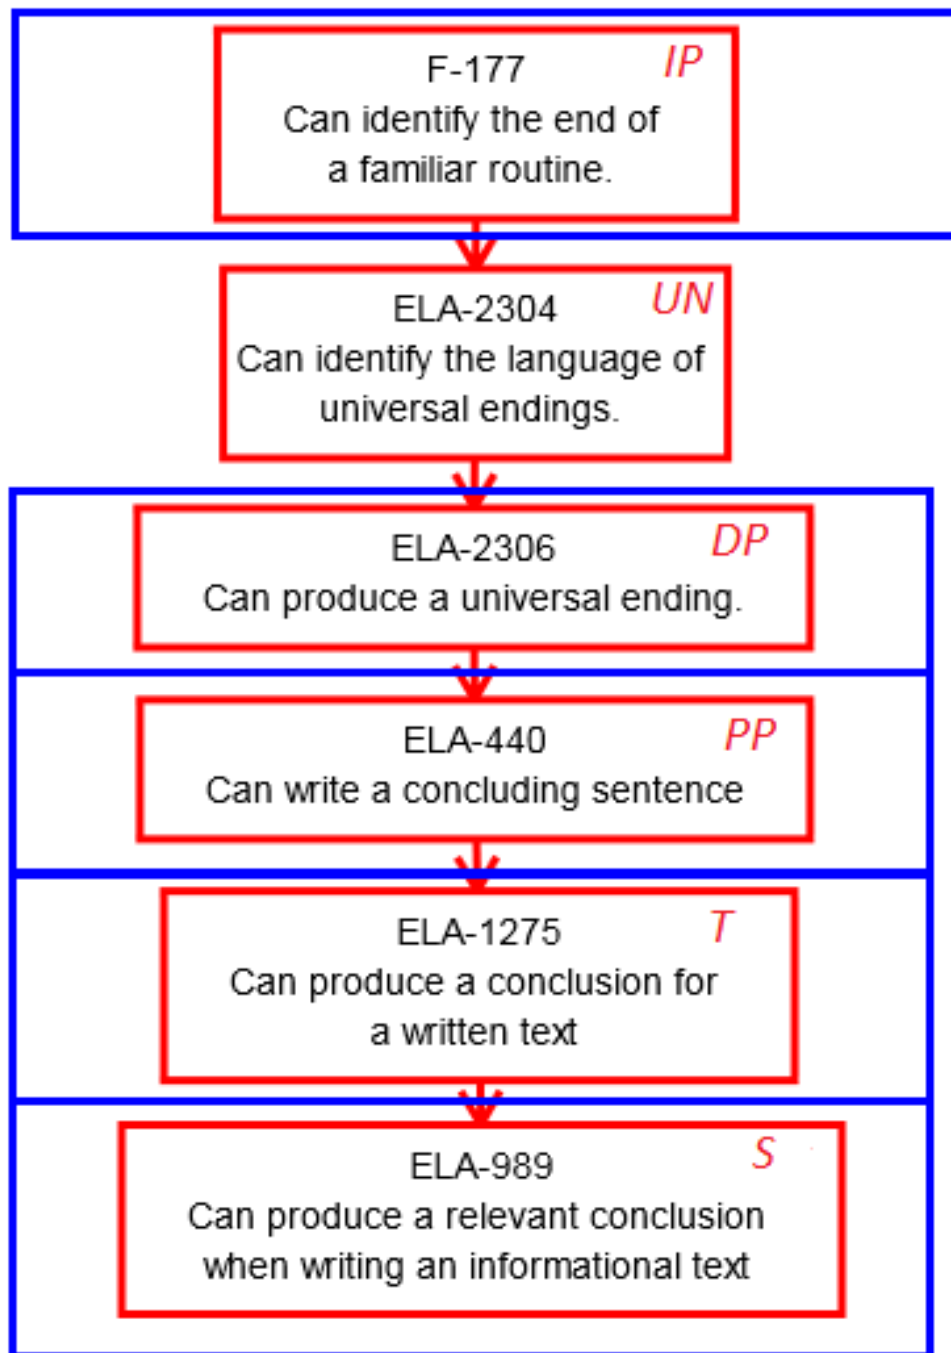 F-177 IP
Can identify the end of
a familiar routine.
ELA-2304 UN
Can identify the language of
universal endings.
ELA-2306 DP
Can produce a universal ending.
ELA-440 PP
Can write a concluding sentence
ELA-1275 T
Can produce a conclusion for
a written text
ELA-989 S
Can produce a relevant conclusion
when writing an informational text